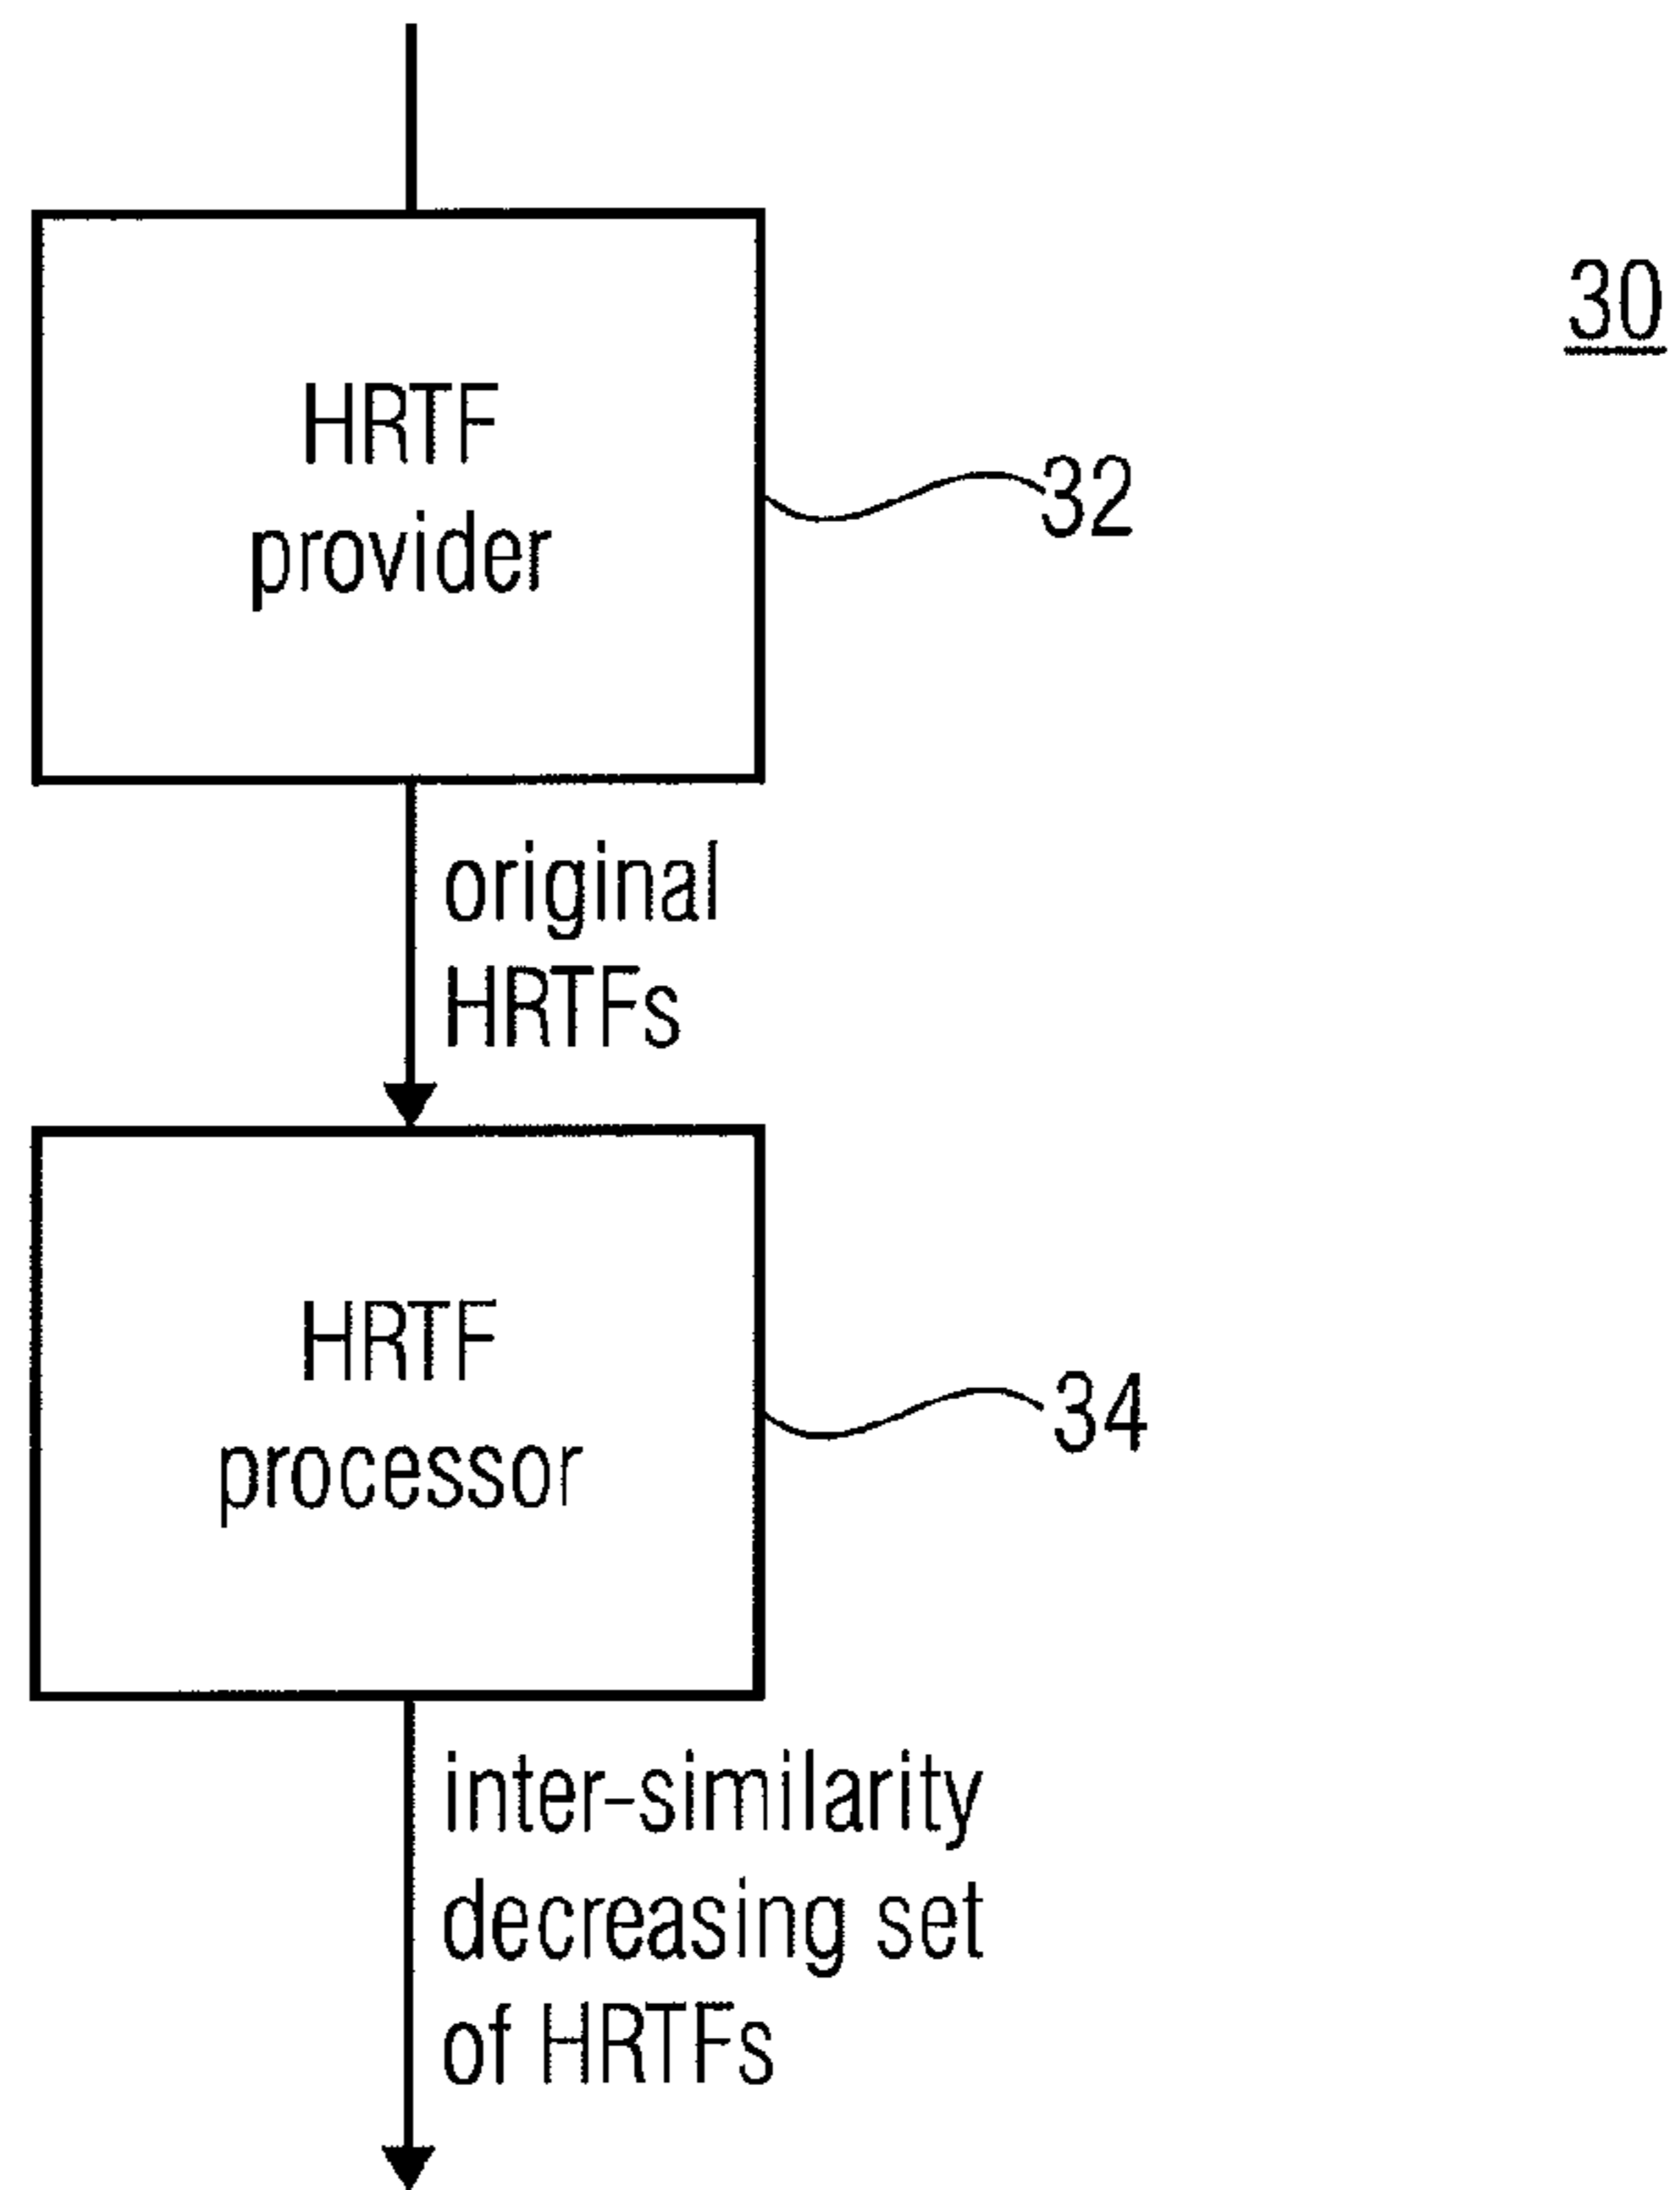 30
HRTF
provider
32
original
HRTFs
HRTF
processor
34
inter-similarity
decreasing set
of HRTFs